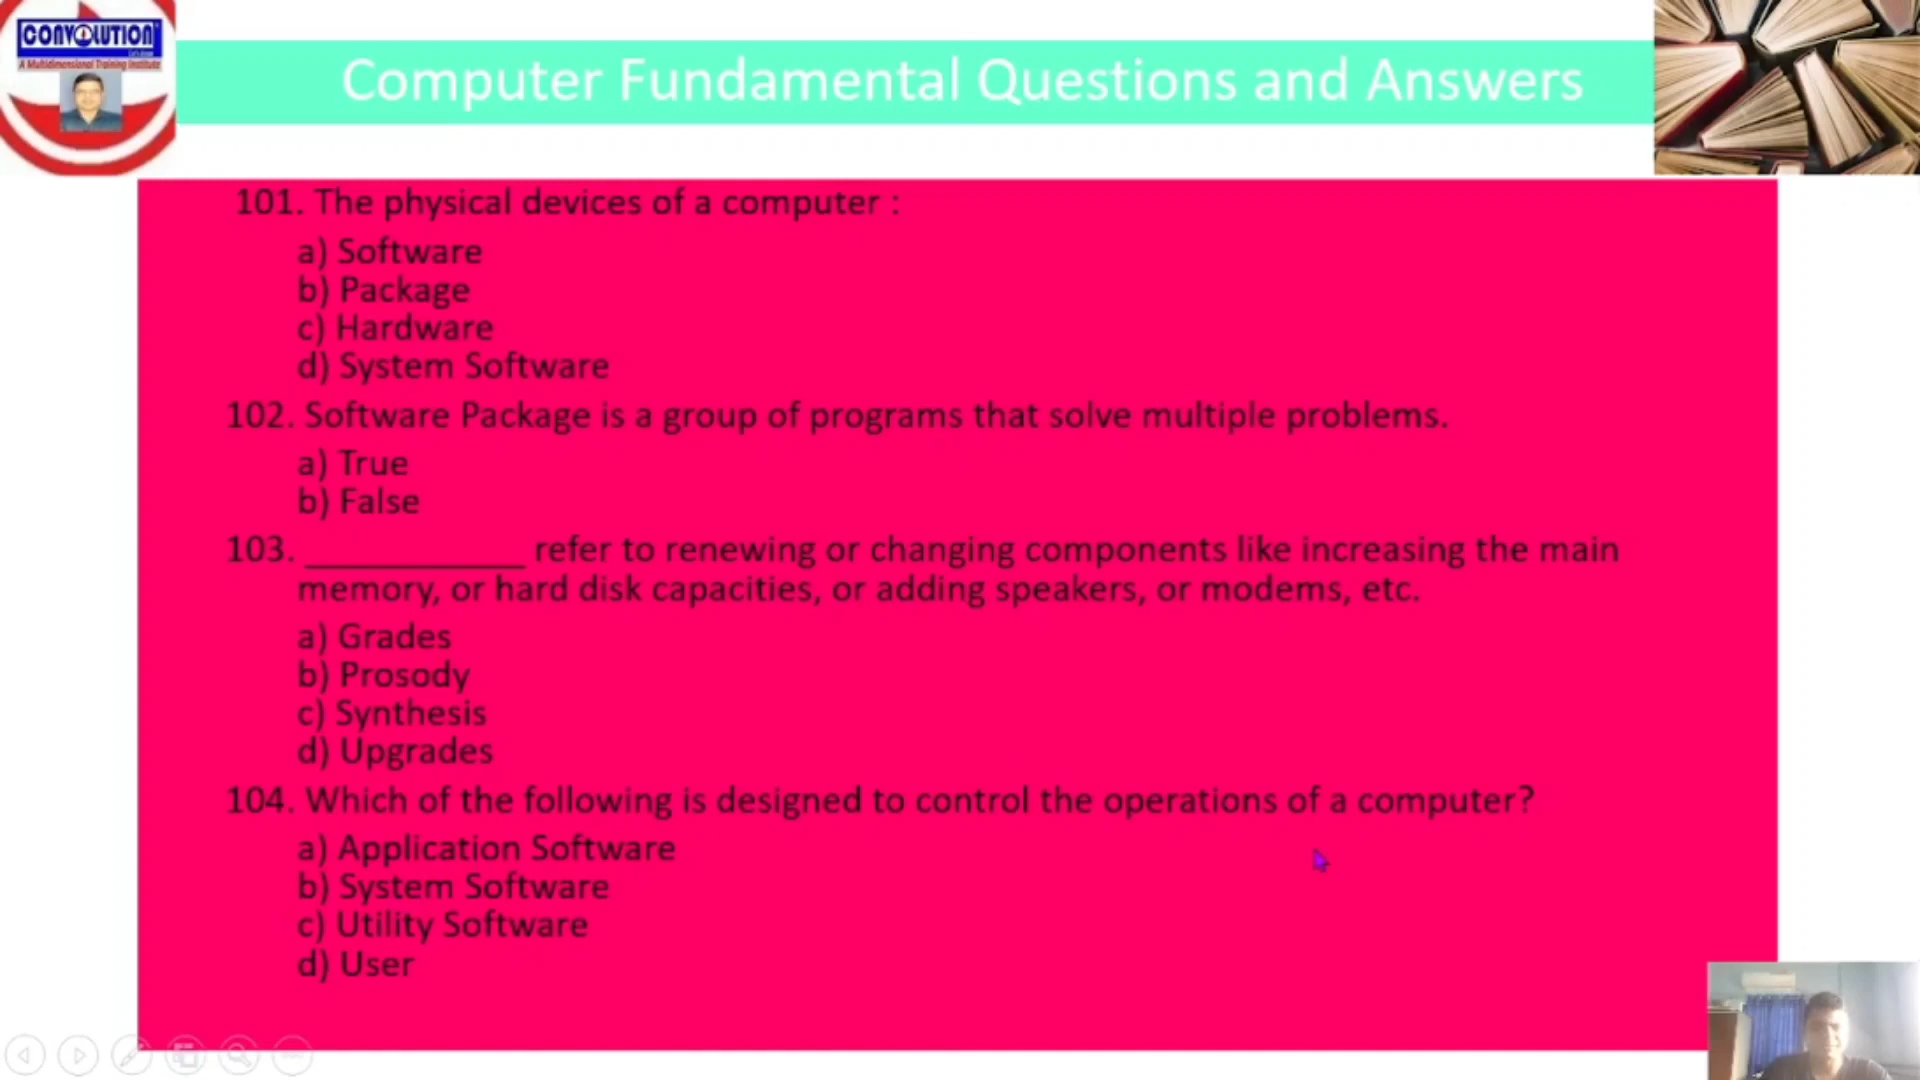 CONVOLUTION
A Multidimensional Training Institute
Computer Fundamental Questions and Answers
101. The physical devices of a computer :
a) Software
b) Package
c) Hardware
d) System Software
102. Software Package is a group of programs that solve multiple problems.
a) True
b) False
103. ____________ refer to renewing or changing components like increasing the main
memory, or hard disk capacities, or adding speakers, or modems, etc.
a) Grades
b) Prosody
c) Synthesis
d) Upgrades
104. Which of the following is designed to control the operations of a computer?
a) Application Software
b) System Software
c) Utility Software
d) User